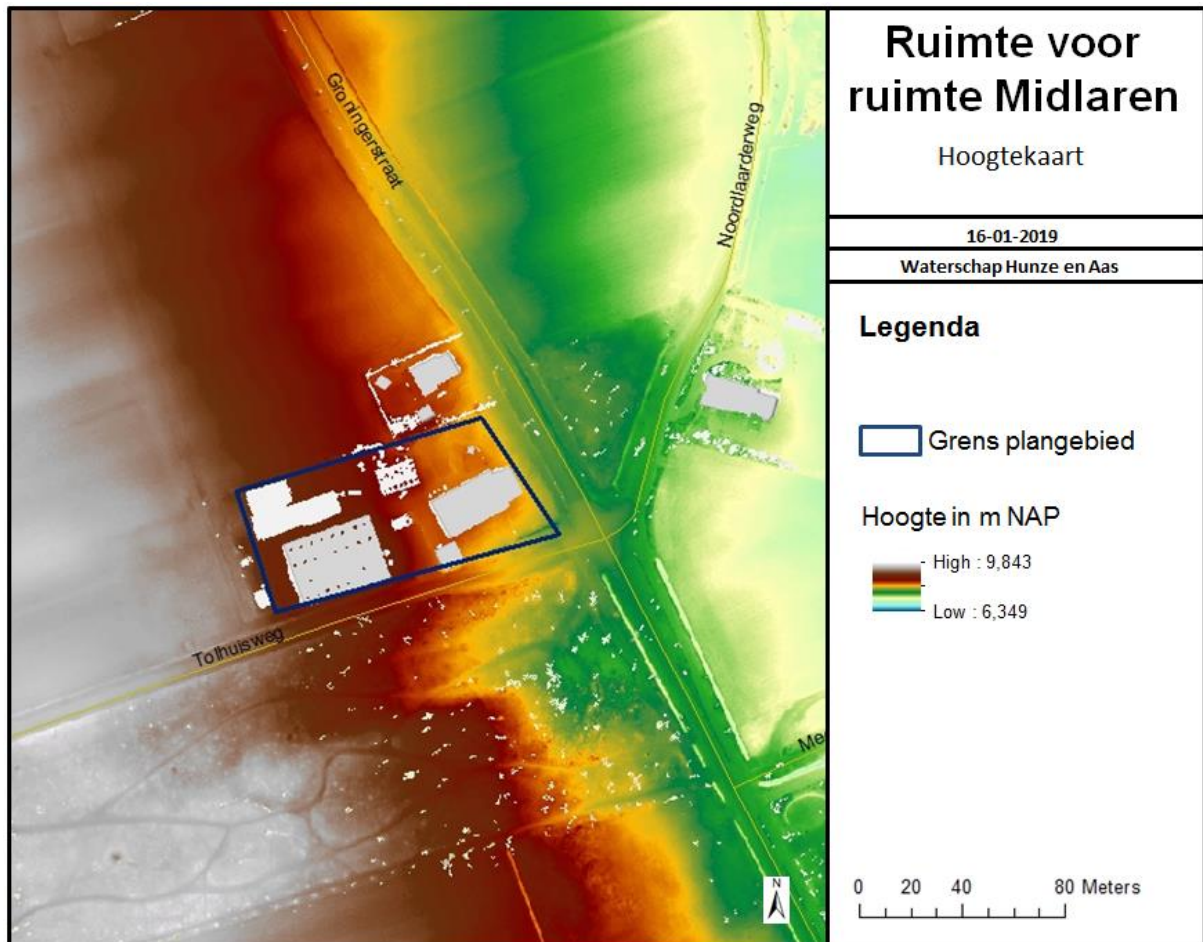 Ruimte voor
ruimte Midlaren
Hoogtekaart
16-01-2019
Waterschap Hunze en Aas
Legenda
Grens plangebied
Hoogte in m NAP
High : 9,843
Low : 6,349
0 20 40 80 Meters
Groningerstraat
Noordlaarderweg
Tolhuisweg
Mee
N